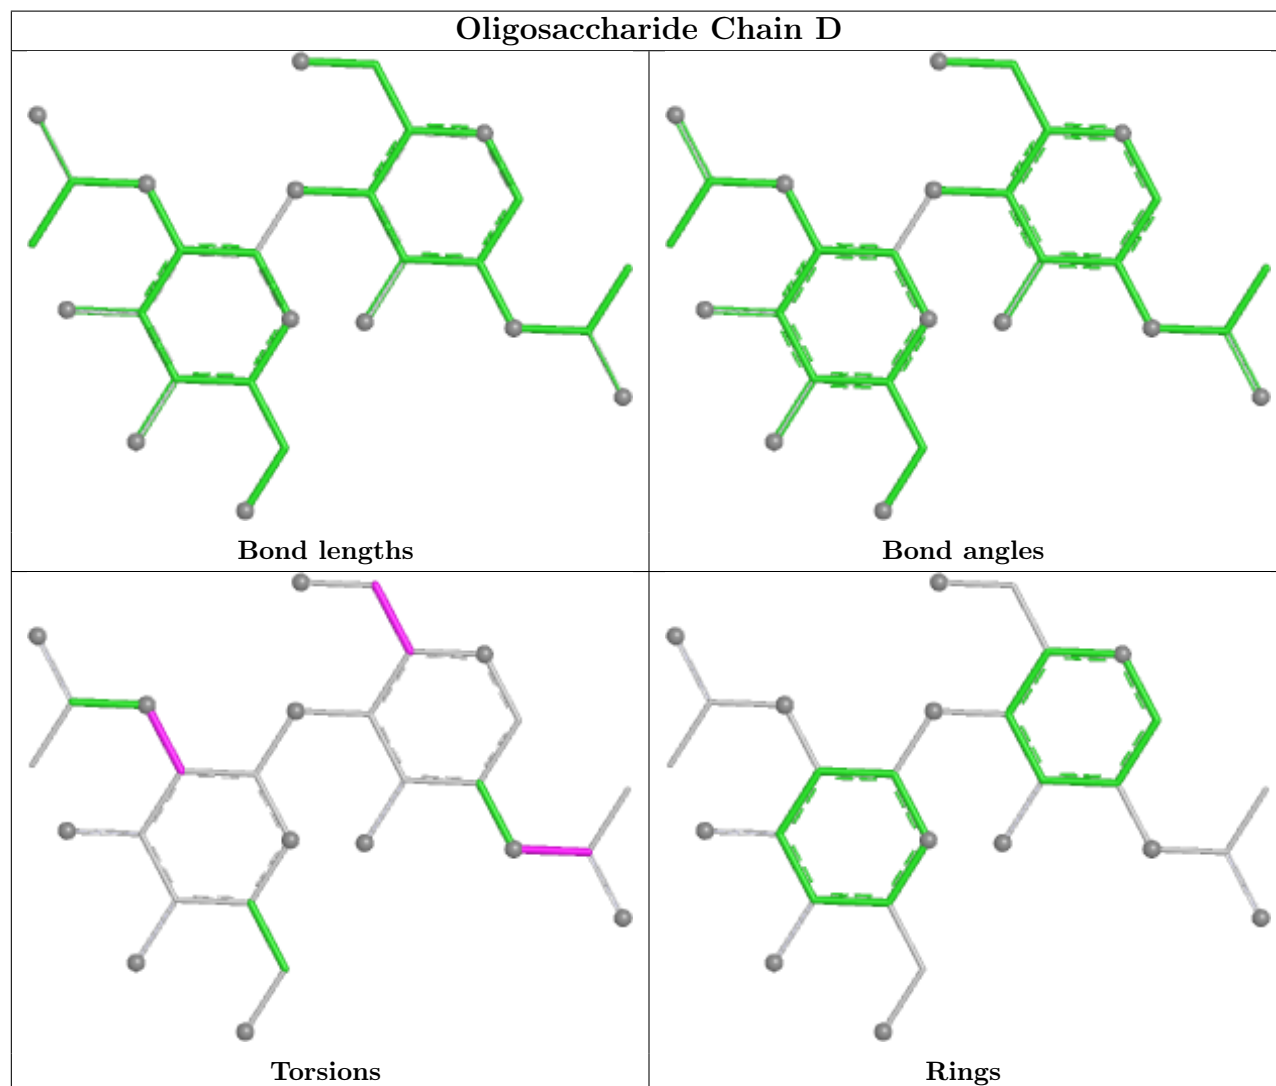 Oligosaccharide Chain D
Bond lengths
Bond angles
Torsions
Rings